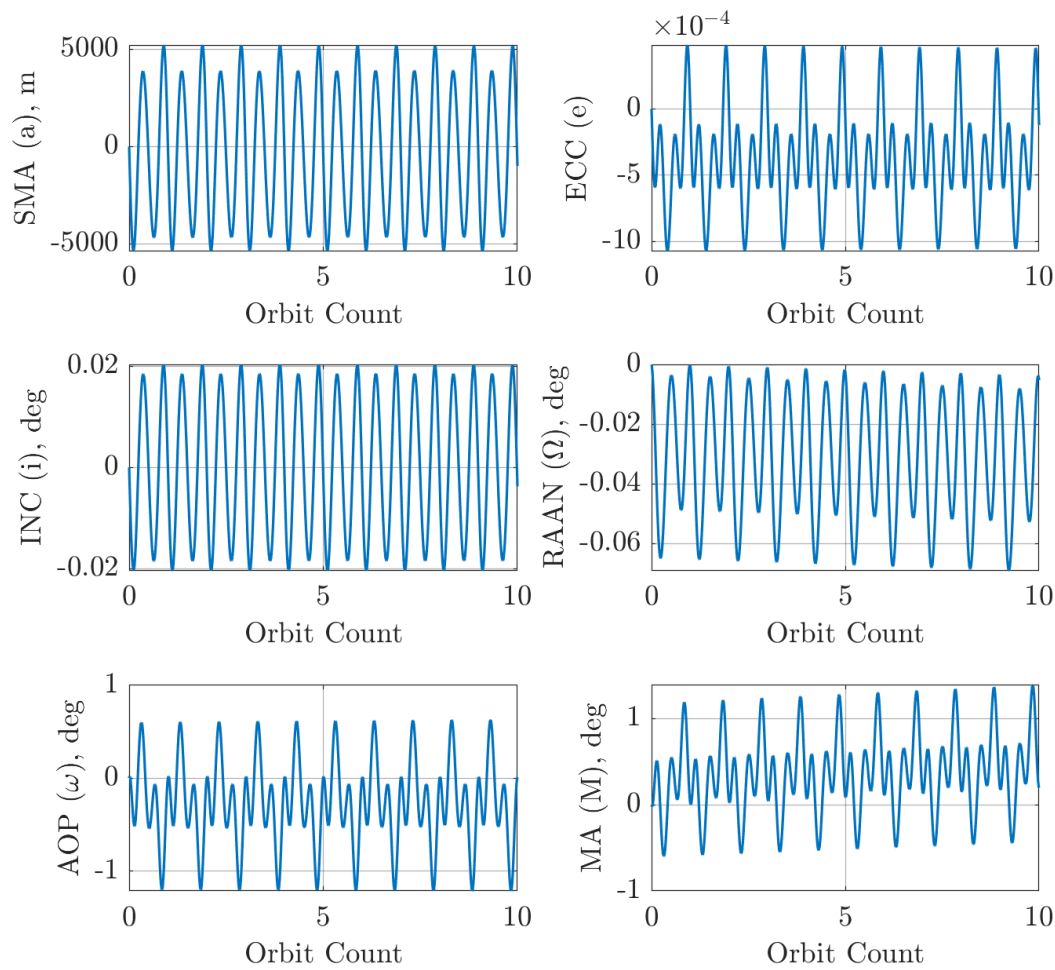 5000
0
-5000
SMA (a), m
0 5 10
Orbit Count
×10⁻⁴
0
-5
-10
ECC (e)
0 5 10
Orbit Count
0.02
0
-0.02
INC (i), deg
0 5 10
Orbit Count
0
-0.02
-0.04
-0.06
RAAN (Ω), deg
0 5 10
Orbit Count
1
0
-1
AOP (ω), deg
0 5 10
Orbit Count
1
0
-1
MA (M), deg
0 5 10
Orbit Count